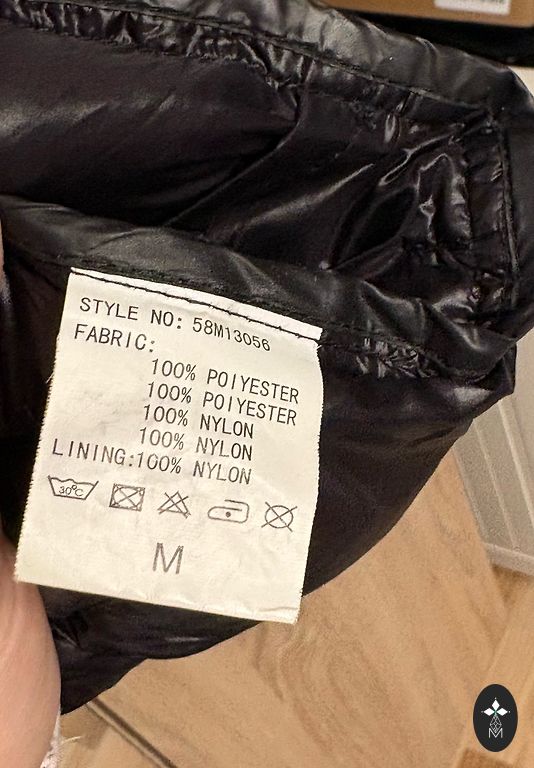 STYLE NO: 58M13056
FABRIC:
100% POIYESTER
100% POIYESTER
100% NYLON
100% NYLON
LINING:100% NYLON
30°C
M
M